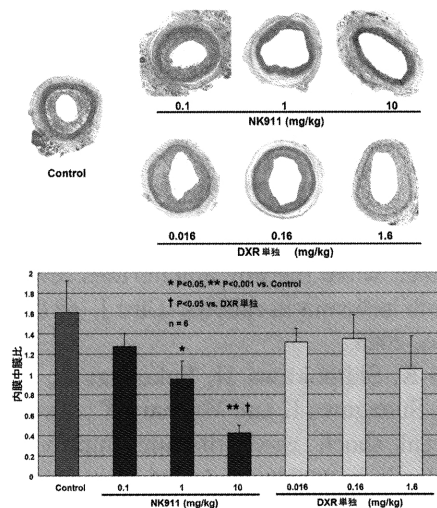 0.1 1 10
NK911 (mg/kg)
Control
0.016 0.16 1.6
DXR 単独 (mg/kg)
2
1.8
1.6
1.4
1.2
1
0.8
0.6
0.4
0.2
0
内膜中膜比
* P<0.05, ** P<0.001 vs. Control
† P<0.05 vs. DXR 単独
n = 6
*
** †
Control 0.1 1 10 0.016 0.16 1.6
NK911 (mg/kg) DXR 単独 (mg/kg)